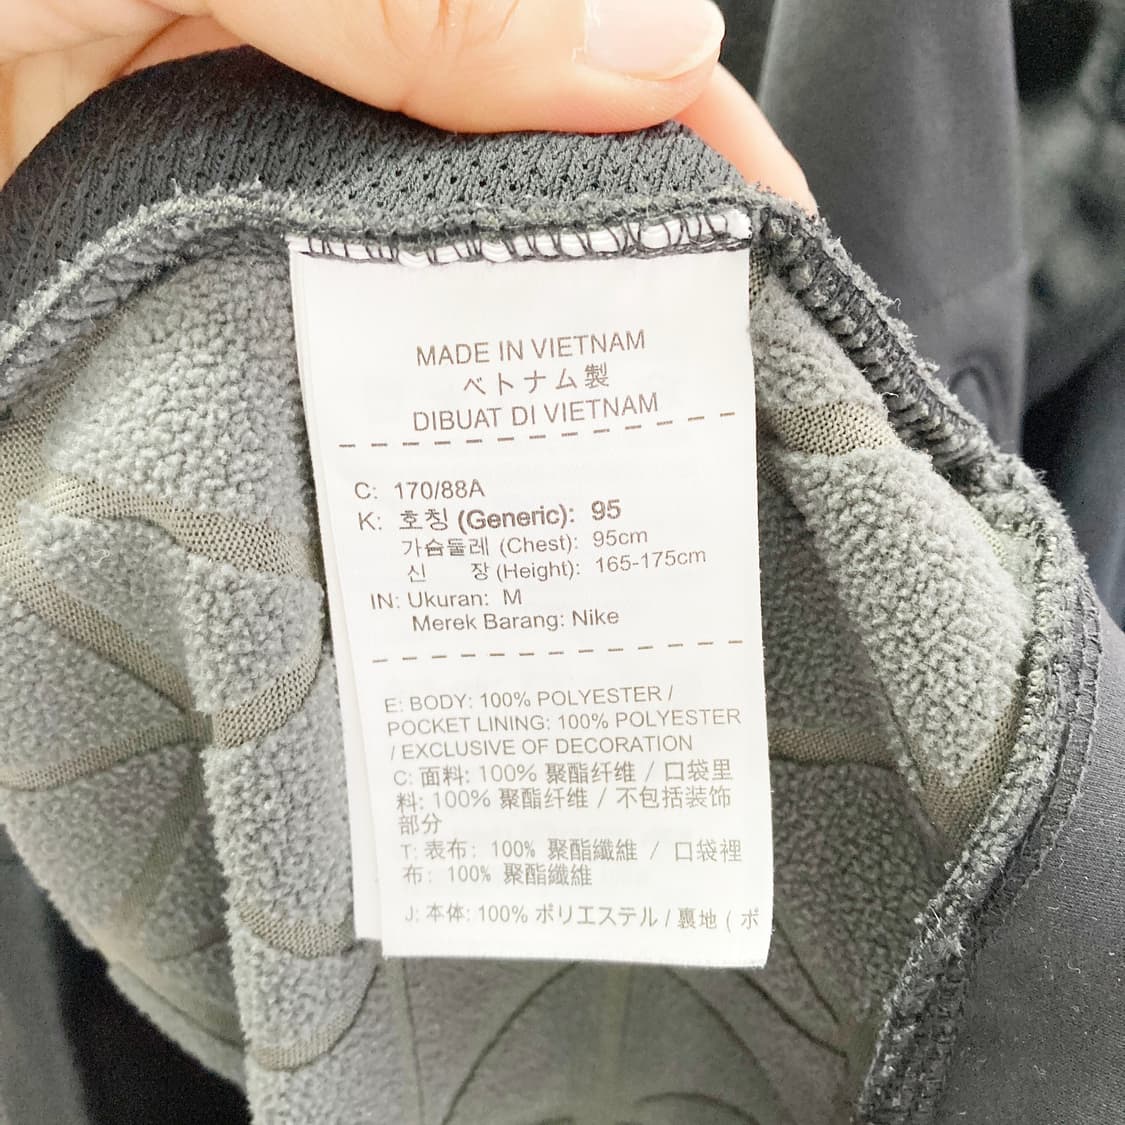 MADE IN VIETNAM
ベトナム製
DIBUAT DI VIETNAM
C: 170/88A
K: 호칭 (Generic): 95
가슴둘레 (Chest): 95cm
신 장 (Height): 165-175cm
IN: Ukuran: M
Merek Barang: Nike
E: BODY: 100% POLYESTER /
POCKET LINING: 100% POLYESTER
/ EXCLUSIVE OF DECORATION
C: 面料: 100% 聚酯纤维 / 口袋里
料: 100% 聚酯纤维 / 不包括装饰
部分
T: 表布: 100% 聚酯纖維 / 口袋裡
布: 100% 聚酯纖維
J: 本体: 100% ポリエステル / 裏地 ( ポ